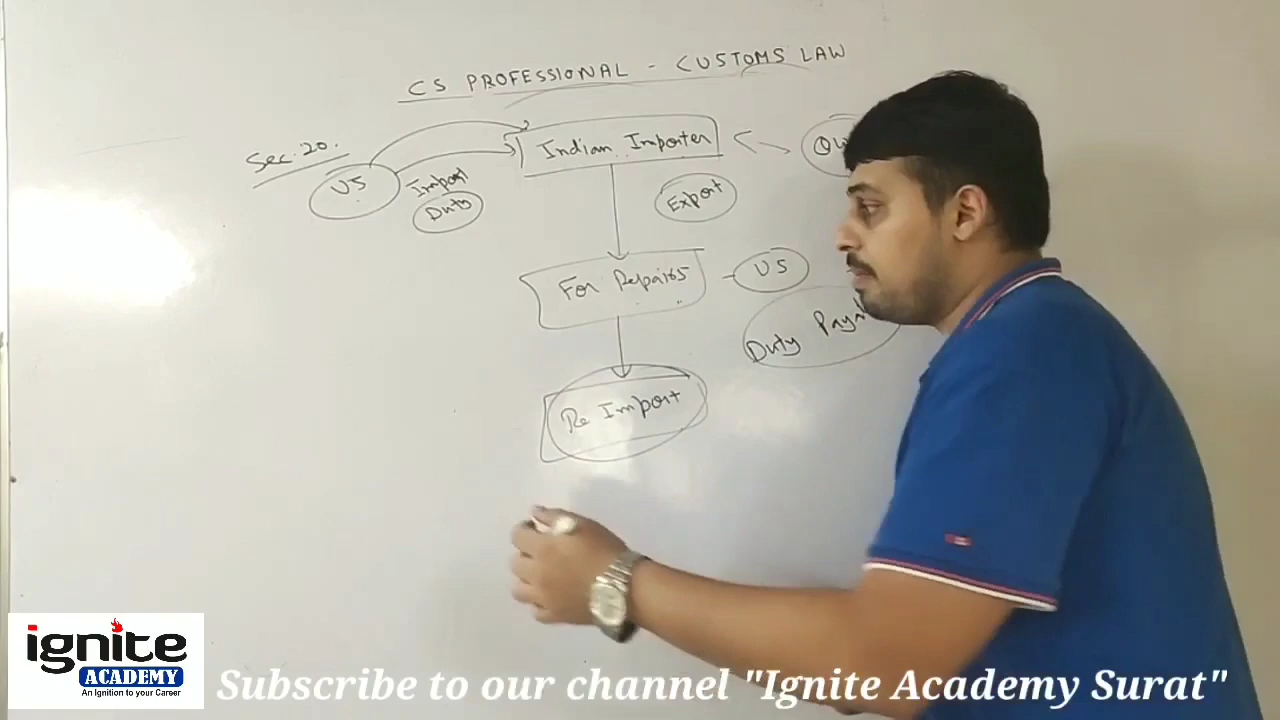 CS PROFESSIONAL - CUSTOMS LAW
Sec. 20.
US
Import
Duty
Indian Importer
Export
For Repairs
US
Duty
Re Import
ignite
ACADEMY
An Ignition to your Career
Subscribe to our channel "Ignite Academy Surat"